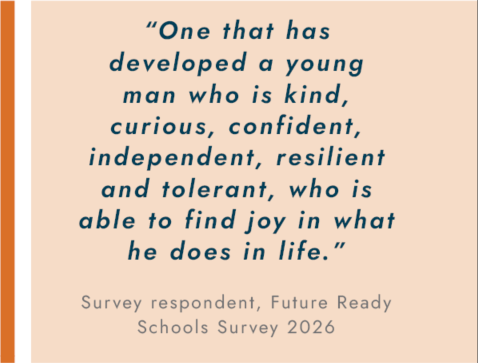 “One that has
developed a young
man who is kind,
curious, confident,
independent, resilient
and tolerant, who is
able to find joy in what
he does in life.”
Survey respondent, Future Ready
Schools Survey 2026